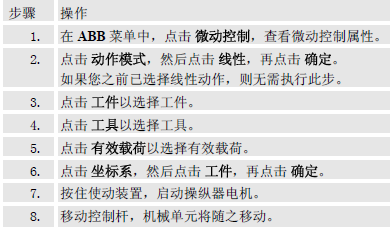 步骤 操作
1. 在 ABB 菜单中，点击 微动控制，查看微动控制属性。
2. 点击 动作模式，然后点击 线性，再点击 确定。
如果您之前已选择线性动作，则无需执行此步。
3. 点击 工件以选择工件。
4. 点击 工具以选择工具。
5. 点击 有效载荷以选择有效载荷。
6. 点击 坐标系，然后点击 工件，再点击 确定。
7. 按住使动装置，启动操纵器电机。
8. 移动控制杆，机械单元将随之移动。